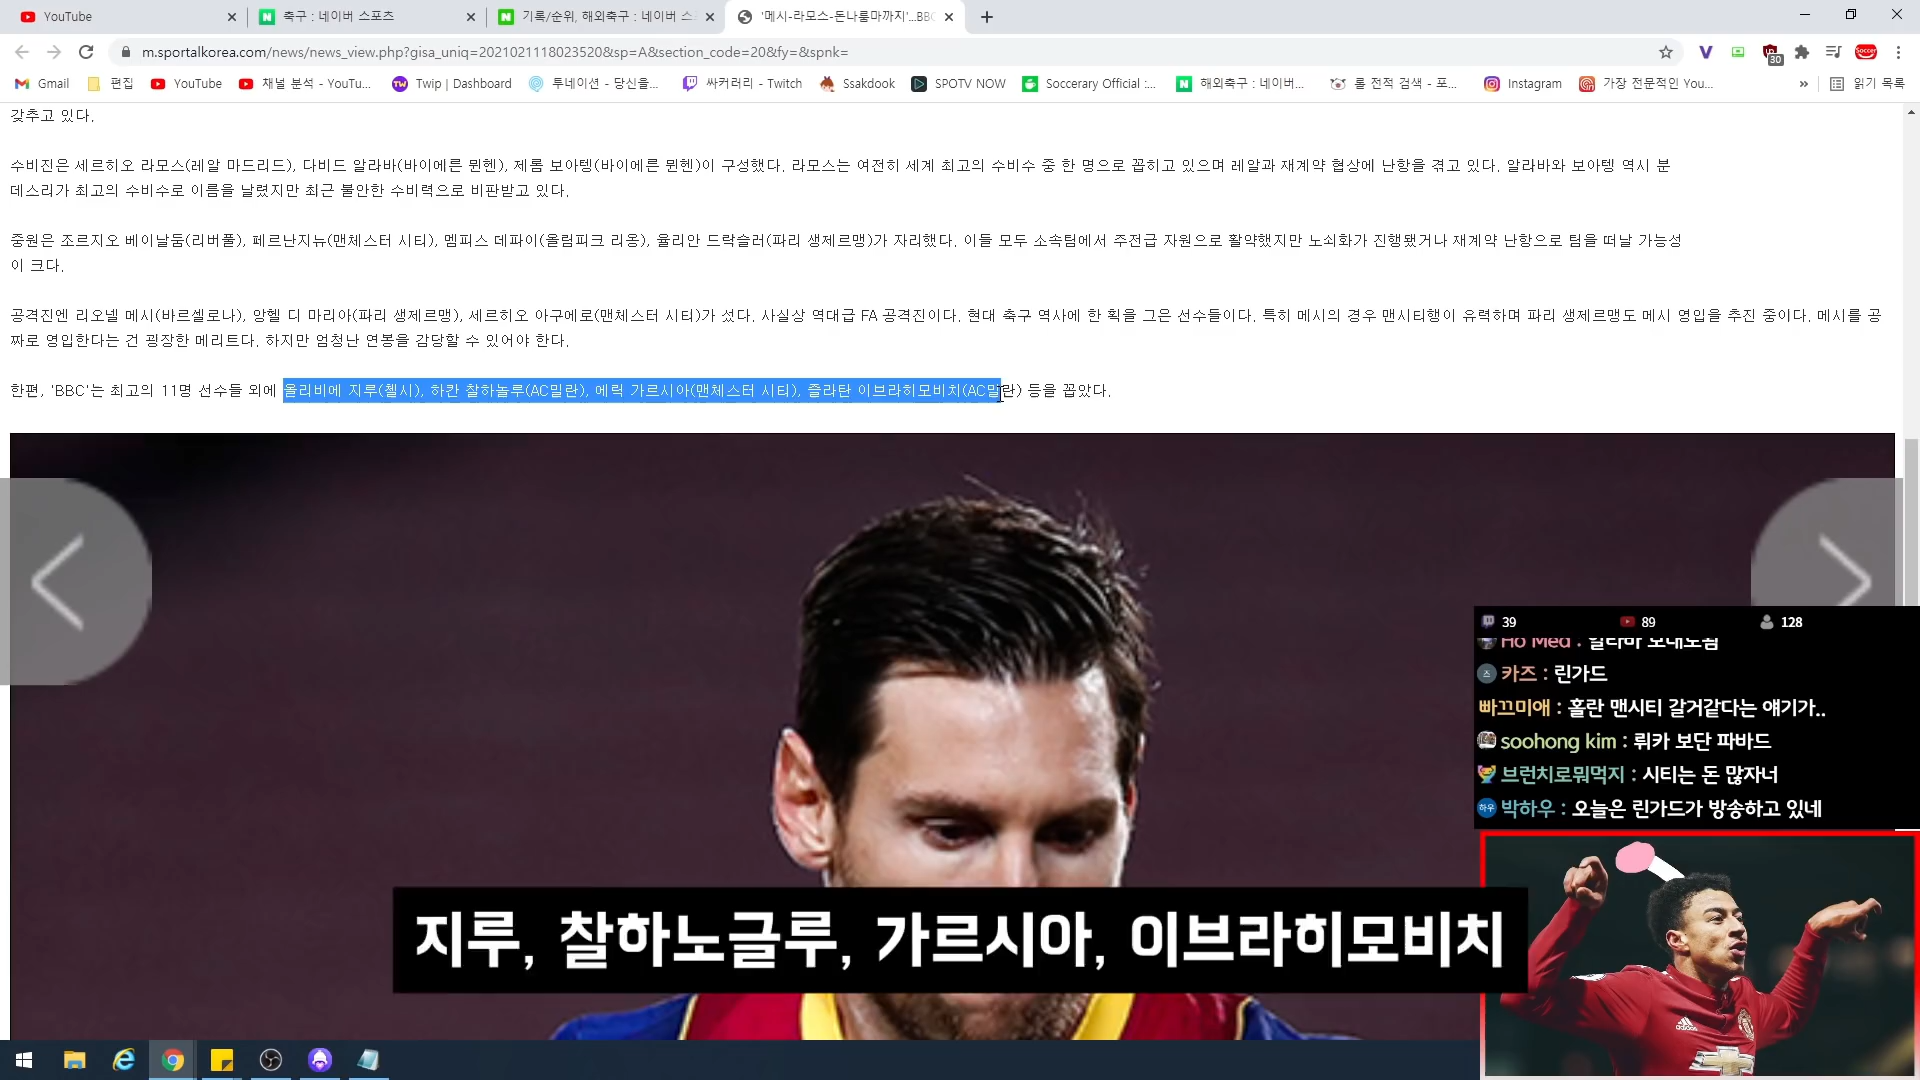 YouTube
축구 : 네이버 스포츠
기록/순위, 해외축구 : 네이버 스
'메시-라모스-돈나룸마까지'...BBC
m.sportalkorea.com/news/news_view.php?gisa_uniq=2021021118023520&sp=A&section_code=20&fy=&spnk=
30
Soccer
Gmail
편집
YouTube
채널 분석 - YouTu...
Twip | Dashboard
투네이션 - 당신을...
싸커러리 - Twitch
Ssakdook
SPOTV NOW
Soccerary Official :...
해외축구 : 네이버...
롤 전적 검색 - 포...
Instagram
가장 전문적인 You...
»
읽기 목록
갖추고 있다.
수비진은 세르히오 라모스(레알 마드리드), 다비드 알라바(바이에른 뮌헨), 제롬 보아텡(바이에른 뮌헨)이 구성했다. 라모스는 여전히 세계 최고의 수비수 중 한 명으로 꼽히고 있으며 레알과 재계약 협상에 난항을 겪고 있다. 알라바와 보아텡 역시 분
데스리가 최고의 수비수로 이름을 날렸지만 최근 불안한 수비력으로 비판받고 있다.
중원은 조르지오 베이날둠(리버풀), 페르난지뉴(맨체스터 시티), 멤피스 데파이(올림피크 리옹), 율리안 드락슬러(파리 생제르맹)가 자리했다. 이들 모두 소속팀에서 주전급 자원으로 활약했지만 노쇠화가 진행됐거나 재계약 난항으로 팀을 떠날 가능성
이 크다.
공격진엔 리오넬 메시(바르셀로나), 앙헬 디 마리아(파리 생제르맹), 세르히오 아구에로(맨체스터 시티)가 섰다. 사실상 역대급 FA 공격진이다. 현대 축구 역사에 한 획을 그은 선수들이다. 특히 메시의 경우 맨시티행이 유력하며 파리 생제르맹도 메시 영입을 추진 중이다. 메시를 공
짜로 영입한다는 건 굉장한 메리트다. 하지만 엄청난 연봉을 감당할 수 있어야 한다.
한편, 'BBC'는 최고의 11명 선수들 외에 올리비에 지루(첼시), 하칸 찰하놀루(AC밀란), 에릭 가르시아(맨체스터 시티), 즐라탄 이브라히모비치(AC밀란) 등을 꼽았다.
39
89
128
Ho Med :
카즈 : 린가드
빠끄미애 : 홀란 맨시티 갈거같다는 얘기가..
soohong kim : 뤼카 보단 파바드
브런치로뭐먹지 : 시티는 돈 많자너
하우 박하우 : 오늘은 린가드가 방송하고 있네
지루, 찰하노글루, 가르시아, 이브라히모비치
adidas